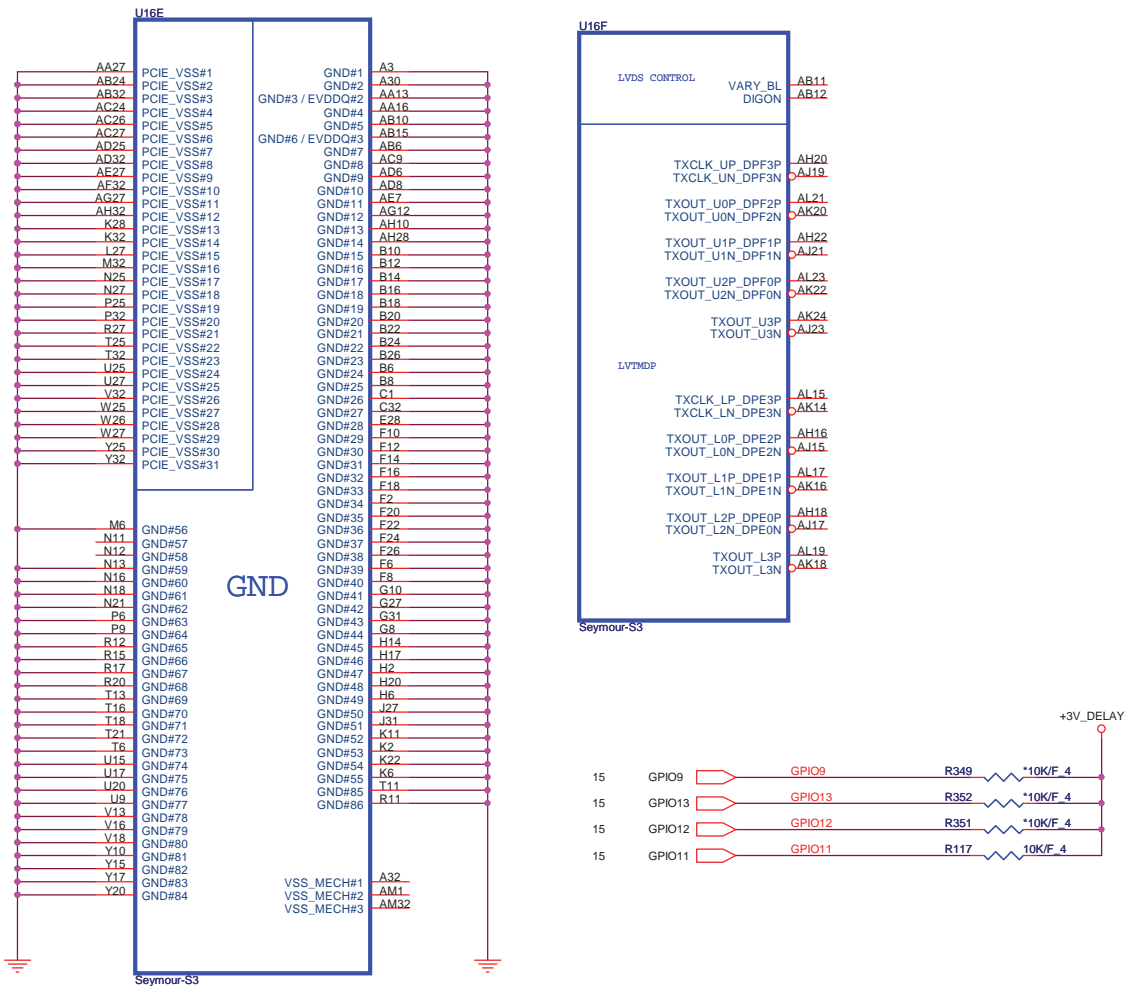 U16E
AA27 PCIE_VSS#1 GND#1 A3
AB24 PCIE_VSS#2 GND#2 A30
AB32 PCIE_VSS#3 GND#3 / EVDDQ#2 AA13
AC24 PCIE_VSS#4 GND#4 AA16
AC26 PCIE_VSS#5 GND#5 AB10
AC27 PCIE_VSS#6 GND#6 / EVDDQ#3 AB15
AD25 PCIE_VSS#7 GND#7 AB6
AD32 PCIE_VSS#8 GND#8 AC9
AE27 PCIE_VSS#9 GND#9 AD6
AF32 PCIE_VSS#10 GND#10 AD8
AG27 PCIE_VSS#11 GND#11 AE7
AH32 PCIE_VSS#12 GND#12 AG12
K28 PCIE_VSS#13 GND#13 AH10
K32 PCIE_VSS#14 GND#14 AH28
L27 PCIE_VSS#15 GND#15 B10
M32 PCIE_VSS#16 GND#16 B12
N25 PCIE_VSS#17 GND#17 B14
N27 PCIE_VSS#18 GND#18 B16
P25 PCIE_VSS#19 GND#19 B18
P32 PCIE_VSS#20 GND#20 B20
R27 PCIE_VSS#21 GND#21 B22
T25 PCIE_VSS#22 GND#22 B24
T32 PCIE_VSS#23 GND#23 B26
U25 PCIE_VSS#24 GND#24 B6
U27 PCIE_VSS#25 GND#25 B8
V32 PCIE_VSS#26 GND#26 C1
W25 PCIE_VSS#27 GND#27 C32
W26 PCIE_VSS#28 GND#28 E28
W27 PCIE_VSS#29 GND#29 F10
Y25 PCIE_VSS#30 GND#30 F12
Y32 PCIE_VSS#31 GND#31 F14
GND#32 F16
GND#33 F18
GND#34 F2
GND#35 F20
M6 GND#56 GND#36 F22
N11 GND#57 GND#37 F24
N12 GND#58 GND#38 F26
N13 GND#59 GND#39 F6
N16 GND#60 GND#40 F8
N18 GND#61 GND#41 G10
N21 GND#62 GND#42 G27
P6 GND#63 GND#43 G31
P9 GND#64 GND#44 G8
R12 GND#65 GND#45 H14
R15 GND#66 GND#46 H17
R17 GND#67 GND#47 H2
R20 GND#68 GND#48 H20
T13 GND#69 GND#49 H6
T16 GND#70 GND#50 J27
T18 GND#71 GND#51 J31
T21 GND#72 GND#52 K11
T6 GND#73 GND#53 K2
U15 GND#74 GND#54 K22
U17 GND#75 GND#55 K6
U20 GND#76 GND#85 T11
U9 GND#77 GND#86 R11
V13 GND#78
V16 GND#79
V18 GND#80
Y10 GND#81
Y15 GND#82
Y17 GND#83 VSS_MECH#1 A32
Y20 GND#84 VSS_MECH#2 AM1
VSS_MECH#3 AM32
GND
Seymour-S3
U16F
LVDS CONTROL
VARY_BL AB11
DIGON AB12
TXCLK_UP_DPF3P AH20
TXCLK_UN_DPF3N AJ19
TXOUT_U0P_DPF2P AL21
TXOUT_U0N_DPF2N AK20
TXOUT_U1P_DPF1P AH22
TXOUT_U1N_DPF1N AJ21
TXOUT_U2P_DPF0P AL23
TXOUT_U2N_DPF0N AK22
TXOUT_U3P AK24
TXOUT_U3N AJ23
LVTMDP
TXCLK_LP_DPE3P AL15
TXCLK_LN_DPE3N AK14
TXOUT_L0P_DPE2P AH16
TXOUT_L0N_DPE2N AJ15
TXOUT_L1P_DPE1P AL17
TXOUT_L1N_DPE1N AK16
TXOUT_L2P_DPE0P AH18
TXOUT_L2N_DPE0N AJ17
TXOUT_L3P AL19
TXOUT_L3N AK18
Seymour-S3
+3V_DELAY
15 GPIO9 GPIO9 R349 *10K/F_4
15 GPIO13 GPIO13 R352 *10K/F_4
15 GPIO12 GPIO12 R351 *10K/F_4
15 GPIO11 GPIO11 R117 10K/F_4